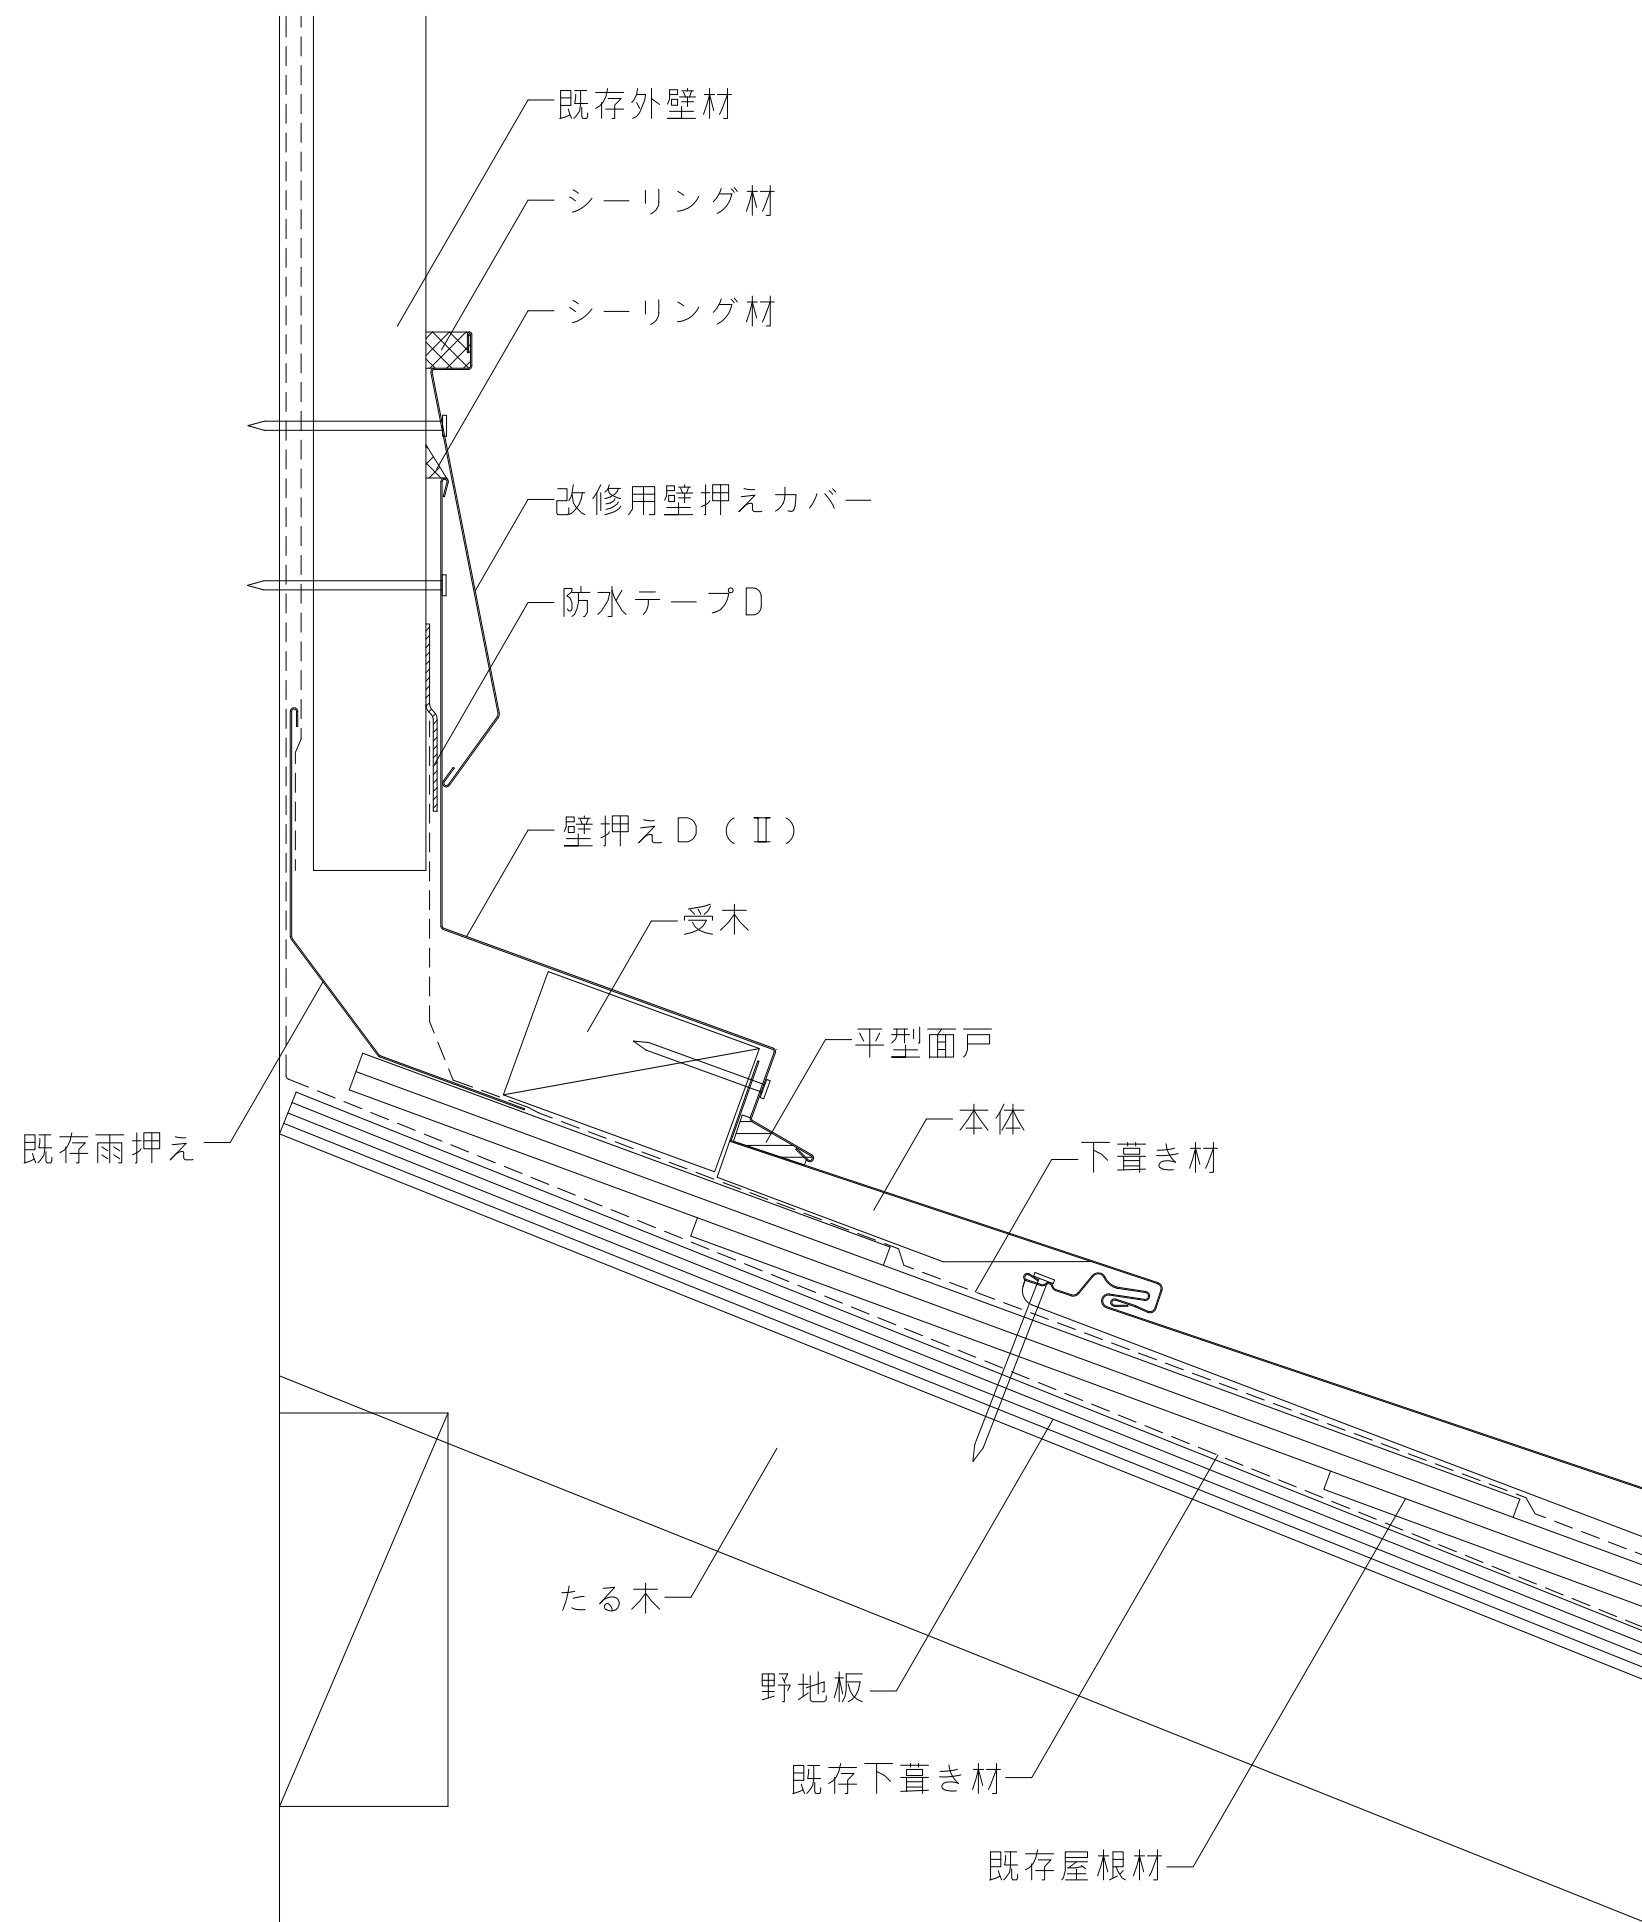 既存外壁材
シーリング材
シーリング材
改修用壁押えカバー
防水テープD
壁押えD（Ⅱ）
受木
平型面戸
本体
下葺き材
既存雨押え
たる木
野地板
既存下葺き材
既存屋根材